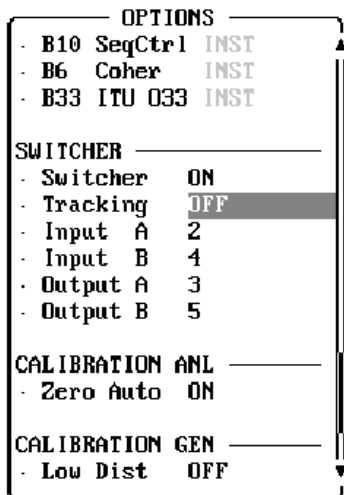 OPTIONS
· B10 SeqCtrl INST
· B6 Coher INST
· B33 ITU O33 INST
SWITCHER
· Switcher ON
· Tracking OFF
· Input A 2
· Input B 4
· Output A 3
· Output B 5
CALIBRATION ANL
· Zero Auto ON
CALIBRATION GEN
· Low Dist OFF